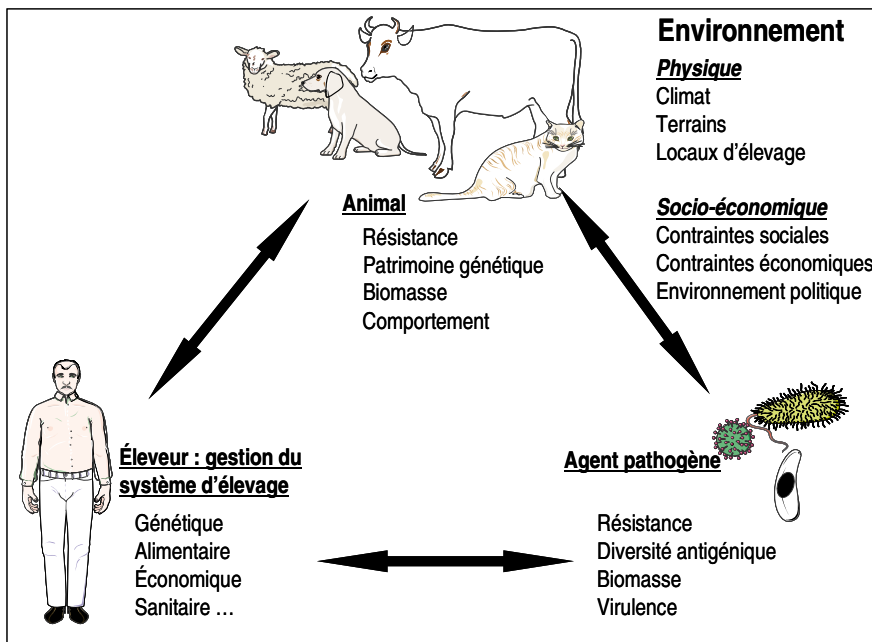 Environnement
Physique
Climat
Terrains
Locaux d'élevage
Socio-économique
Contraintes sociales
Contraintes économiques
Environnement politique
Animal
Résistance
Patrimoine génétique
Biomasse
Comportement
Éleveur : gestion du
système d'élevage
Génétique
Alimentaire
Économique
Sanitaire ...
Agent pathogène
Résistance
Diversité antigénique
Biomasse
Virulence